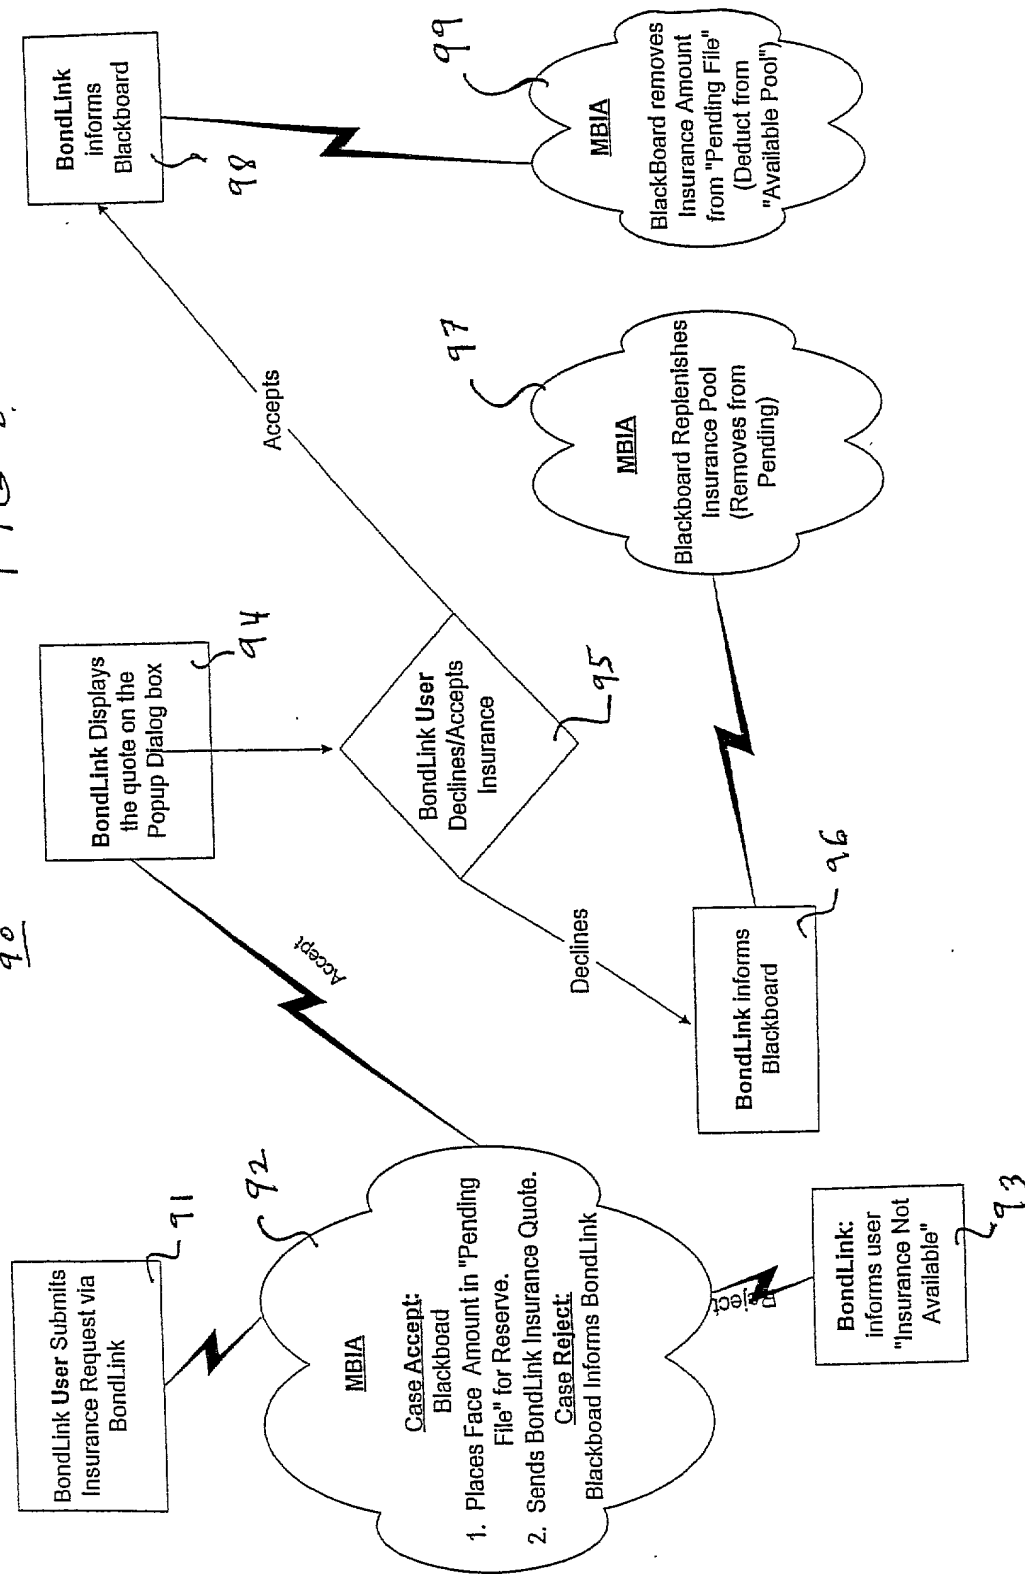 90
BondLink User Submits
Insurance Request via
BondLink
91
92
MBIA
Case Accept:
Blackboad
1. Places Face Amount in "Pending
File" for Reserve.
2. Sends BondLink Insurance Quote.
Case Reject:
Blackboad Informs BondLink
Reject
BondLink:
informs user
"Insurance Not
Available"
93
Accept
BondLink Displays
the quote on the
Popup Dialog box
94
BondLink User
Declines/Accepts
Insurance
95
Declines
BondLink informs
Blackboard
96
MBIA
Blackboard Replenishes
Insurance Pool
(Removes from
Pending)
97
Accepts
BondLink
informs
Blackboard
98
MBIA
BlackBoard removes
Insurance Amount
from "Pending File"
(Deduct from
"Available Pool")
99